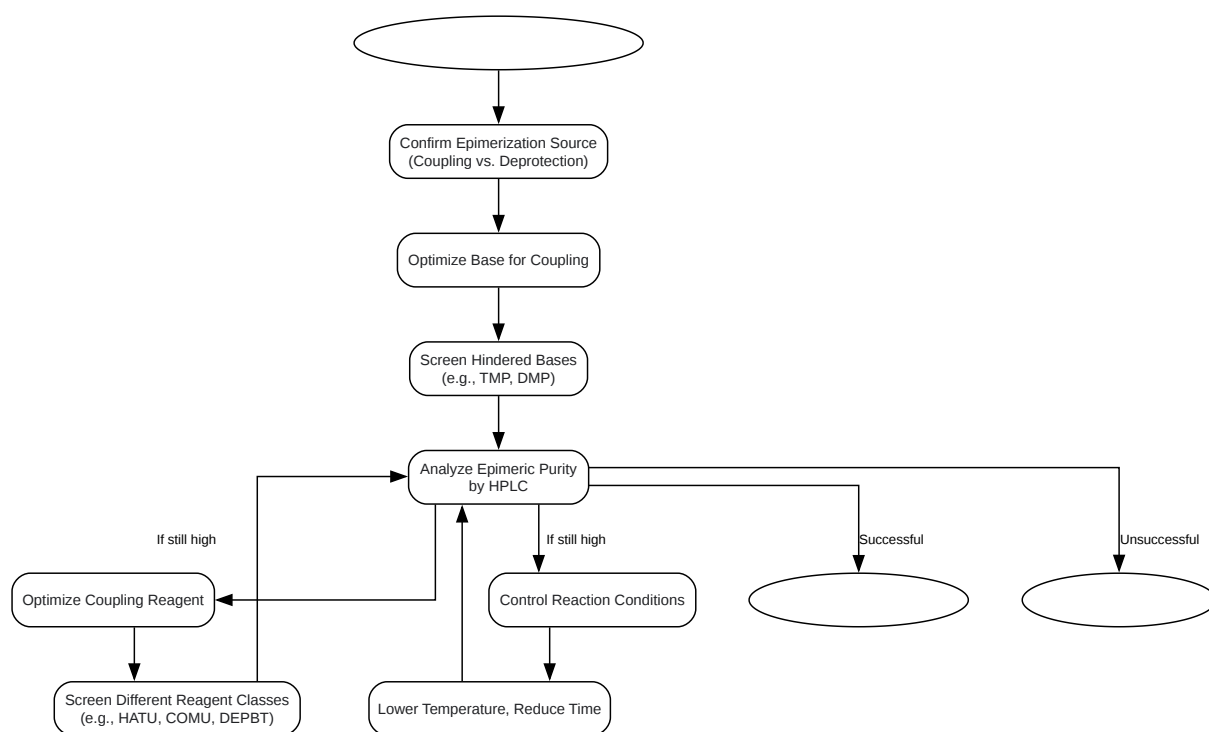 Confirm Epimerization Source
(Coupling vs. Deprotection)
Optimize Base for Coupling
Screen Hindered Bases
(e.g., TMP, DMP)
Analyze Epimeric Purity
by HPLC
If still high
If still high
Successful
Unsuccessful
Optimize Coupling Reagent
Control Reaction Conditions
Screen Different Reagent Classes
(e.g., HATU, COMU, DEPBT)
Lower Temperature, Reduce Time